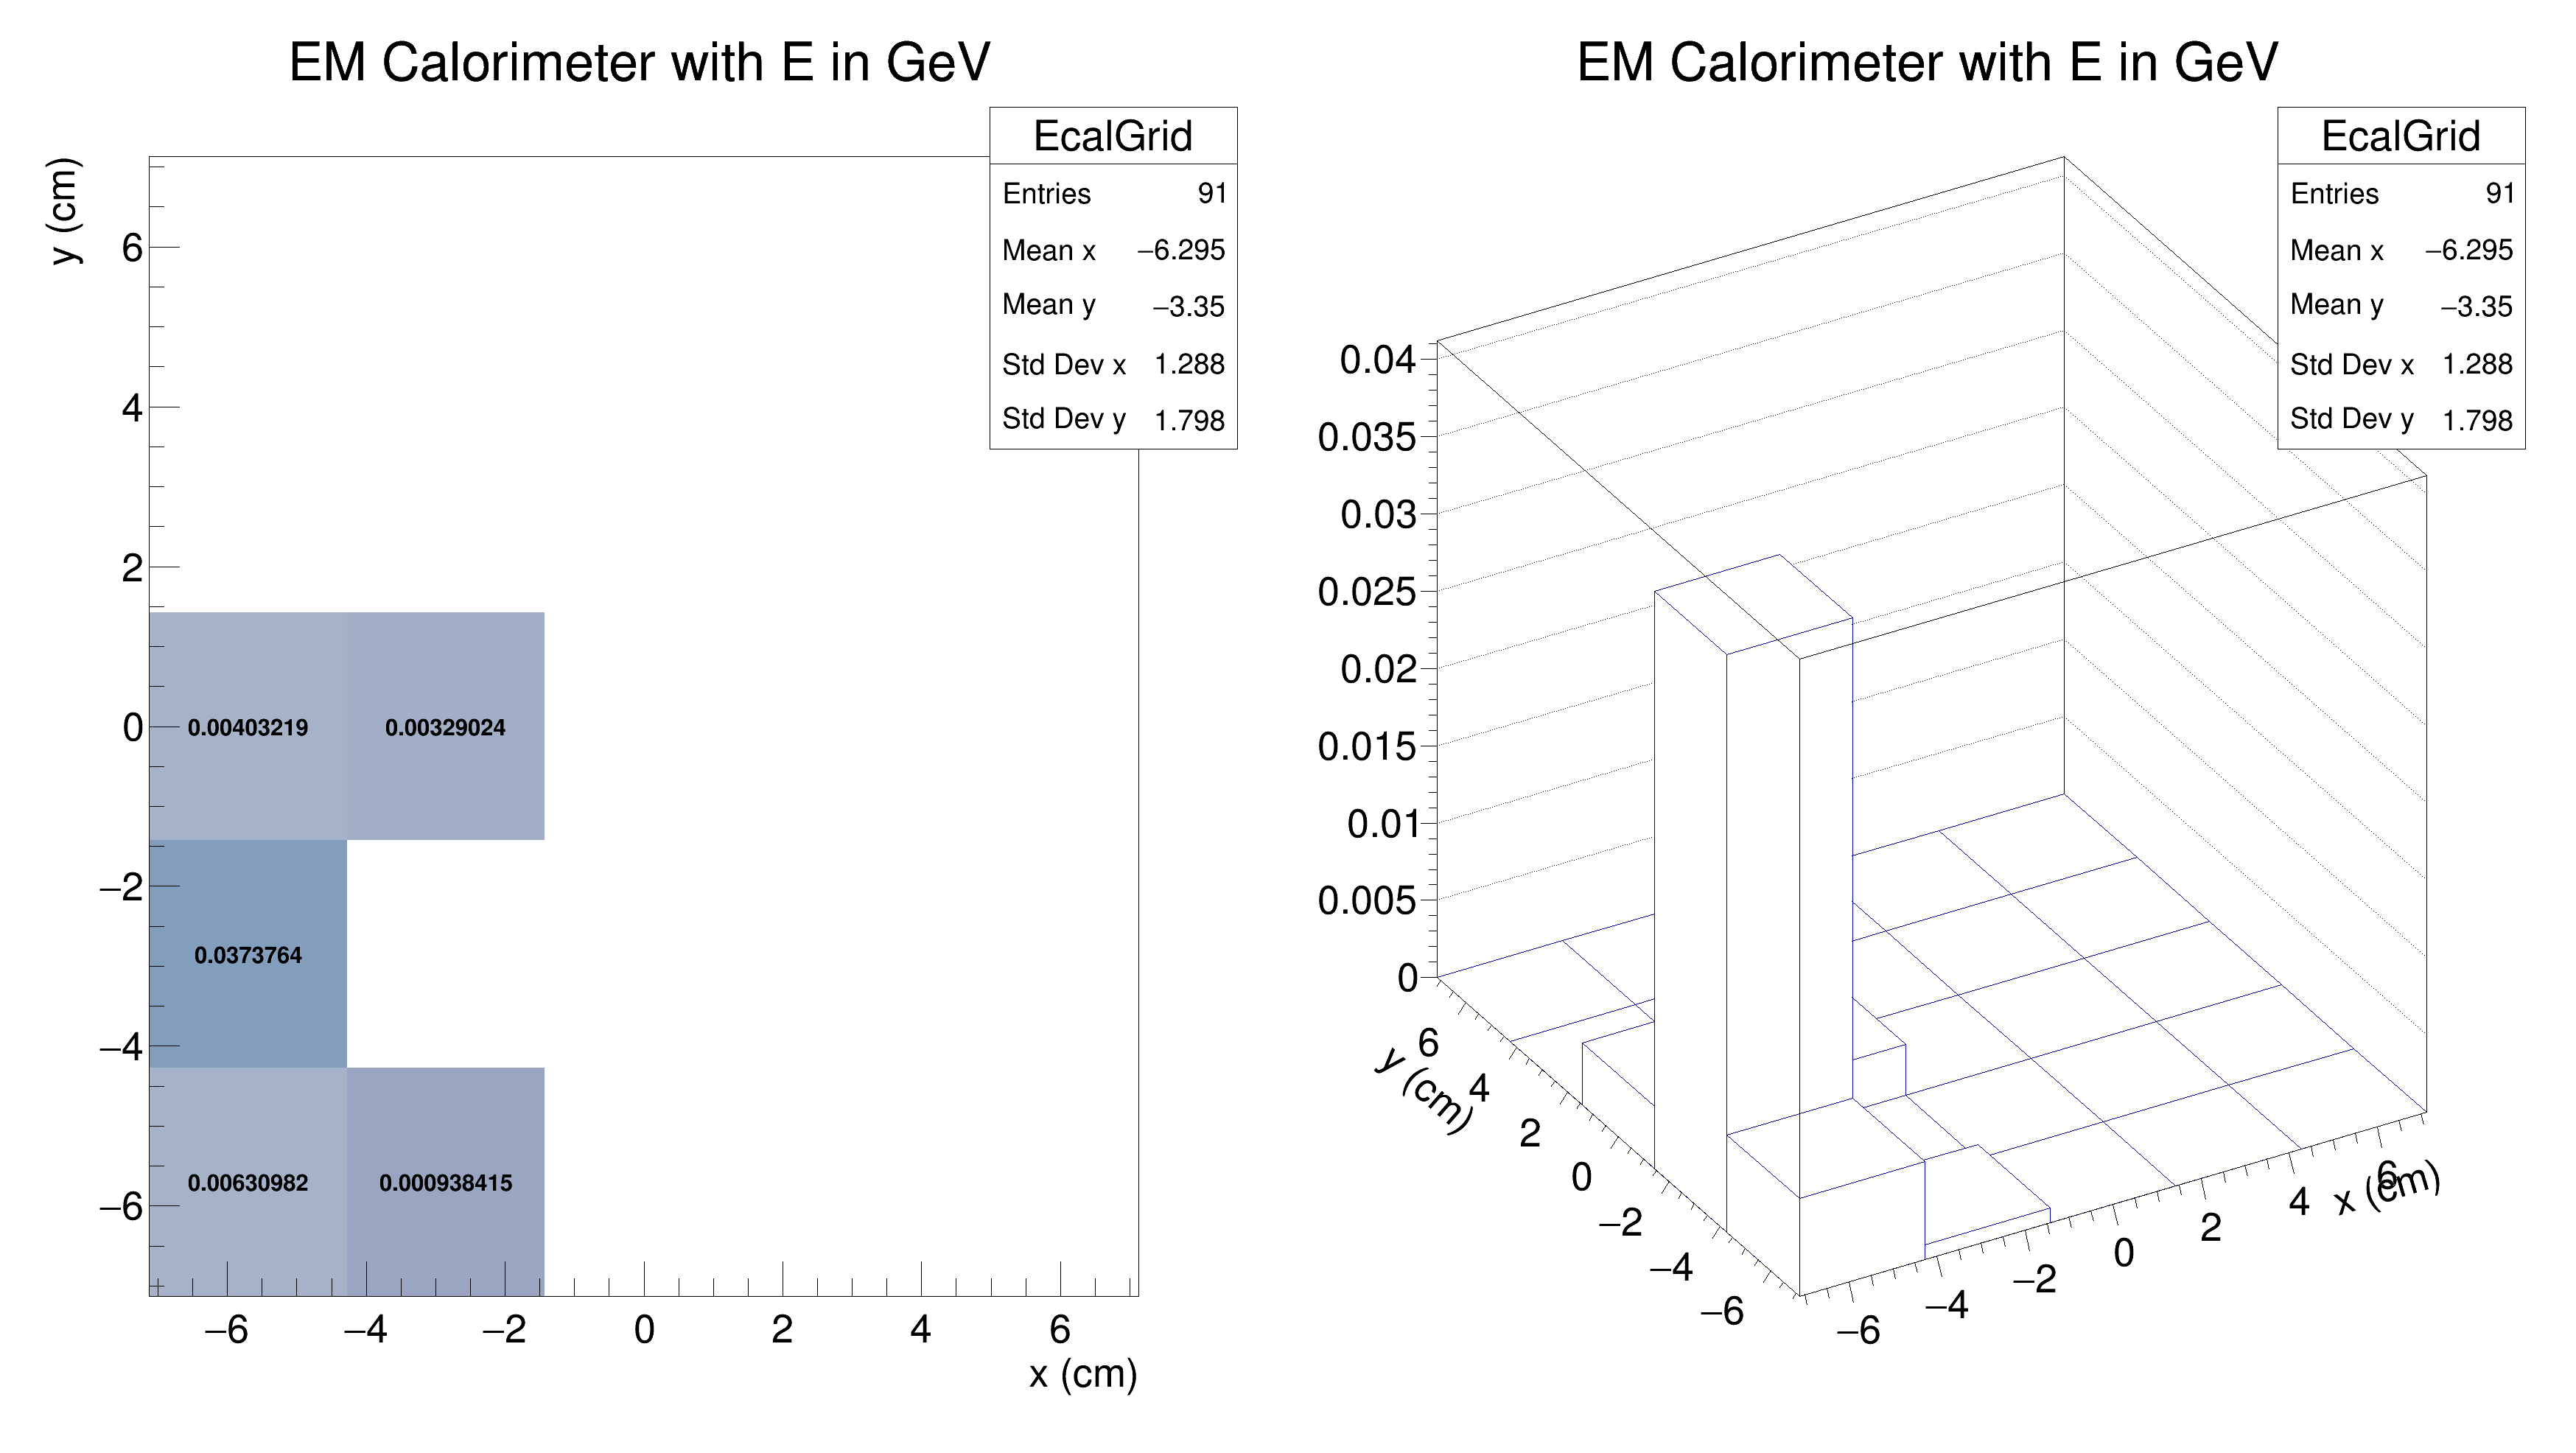 EM Calorimeter with E in GeV
EcalGrid
Entries 91
Mean x −6.295
Mean y −3.35
Std Dev x 1.288
Std Dev y 1.798
y (cm)
6
4
2
0
−2
−4
−6
0.00403219 0.00329024
0.0373764
0.00630982 0.000938415
−6 −4 −2 0 2 4 6
x (cm)
EM Calorimeter with E in GeV
EcalGrid
Entries 91
Mean x −6.295
Mean y −3.35
Std Dev x 1.288
Std Dev y 1.798
0.04
0.035
0.03
0.025
0.02
0.015
0.01
0.005
0
y (cm)
6
4
2
0
−2
−4
−6
−6 −4 −2 0 2 4 6
x (cm)